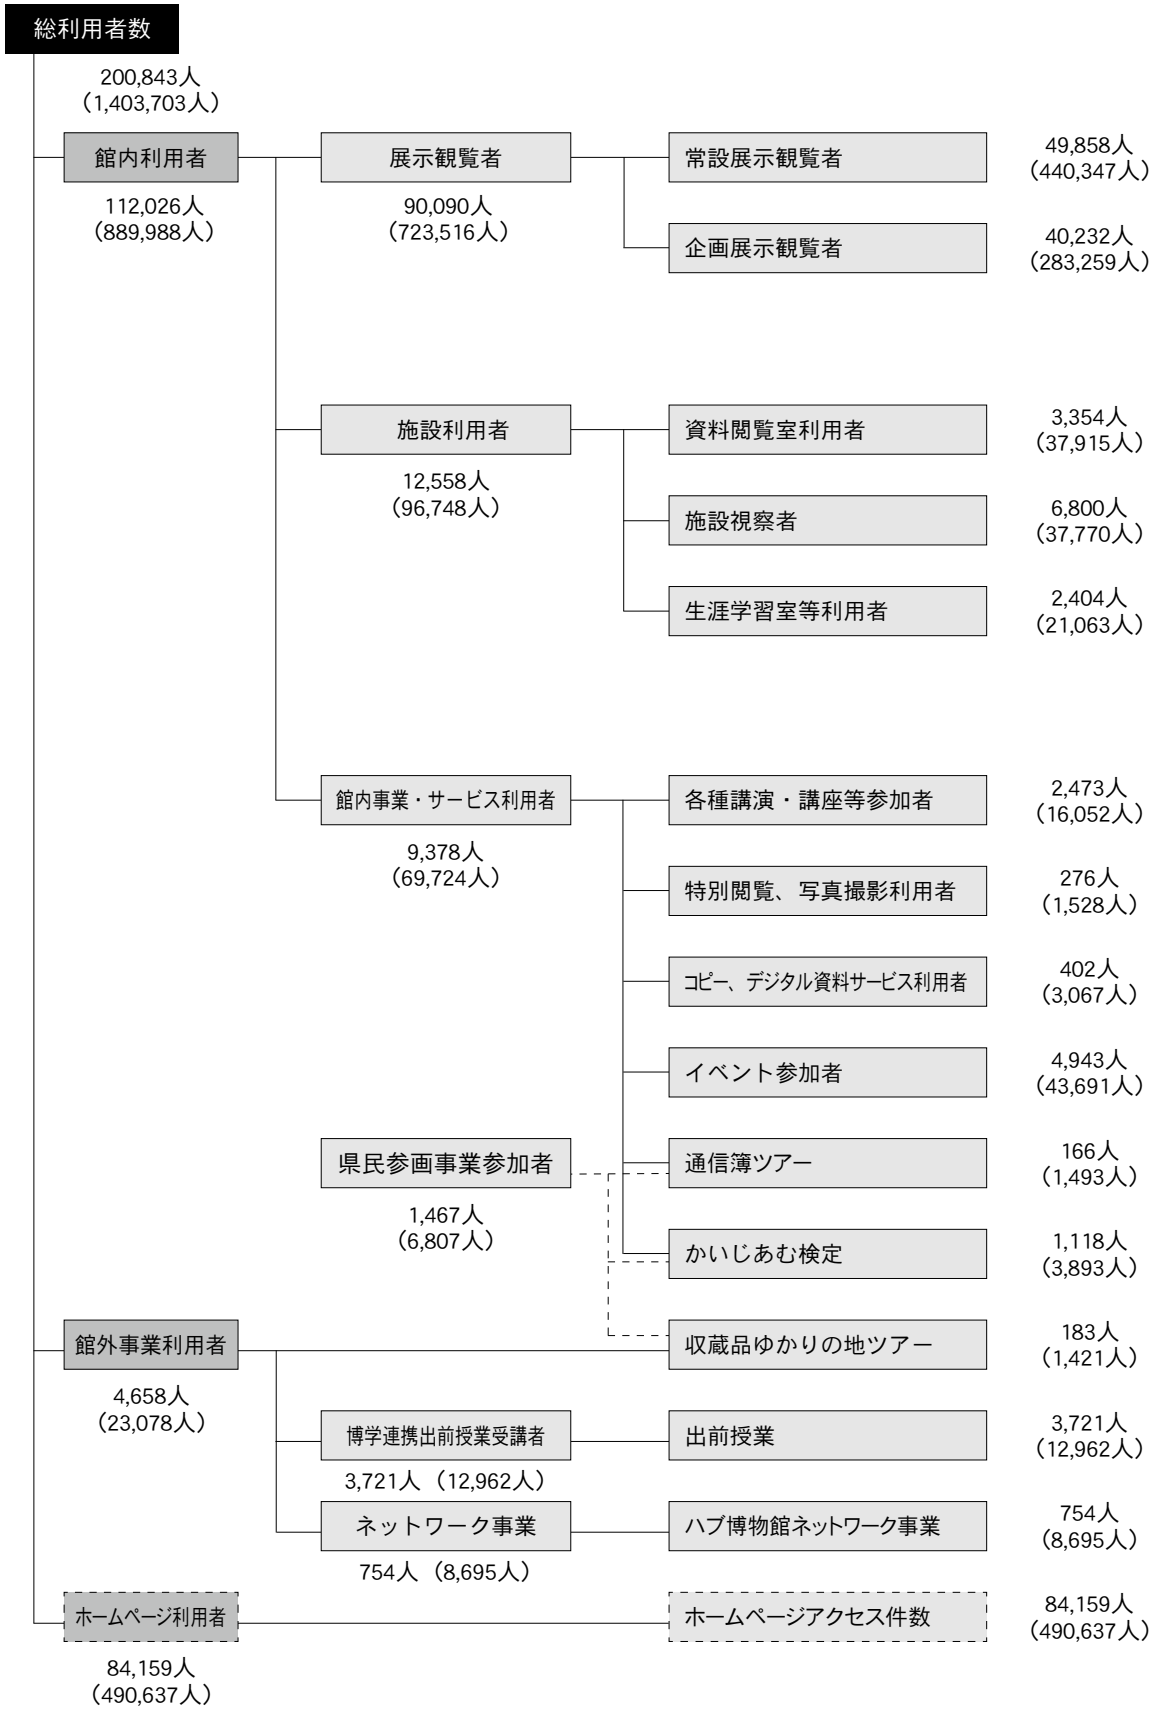 総利用者数
200,843人
（1,403,703人）
館内利用者
112,026人
（889,988人）
展示観覧者
90,090人
（723,516人）
常設展示観覧者
49,858人
（440,347人）
企画展示観覧者
40,232人
（283,259人）
施設利用者
12,558人
（96,748人）
資料閲覧室利用者
3,354人
（37,915人）
施設視察者
6,800人
（37,770人）
生涯学習室等利用者
2,404人
（21,063人）
館内事業・サービス利用者
9,378人
（69,724人）
各種講演・講座等参加者
2,473人
（16,052人）
特別閲覧、写真撮影利用者
276人
（1,528人）
コピー、デジタル資料サービス利用者
402人
（3,067人）
イベント参加者
4,943人
（43,691人）
県民参画事業参加者
1,467人
（6,807人）
通信簿ツアー
166人
（1,493人）
かいじあむ検定
1,118人
（3,893人）
館外事業利用者
4,658人
（23,078人）
収蔵品ゆかりの地ツアー
183人
（1,421人）
博学連携出前授業受講者
3,721人（12,962人）
出前授業
3,721人
（12,962人）
ネットワーク事業
754人（8,695人）
ハブ博物館ネットワーク事業
754人
（8,695人）
ホームページ利用者
84,159人
（490,637人）
ホームページアクセス件数
84,159人
（490,637人）